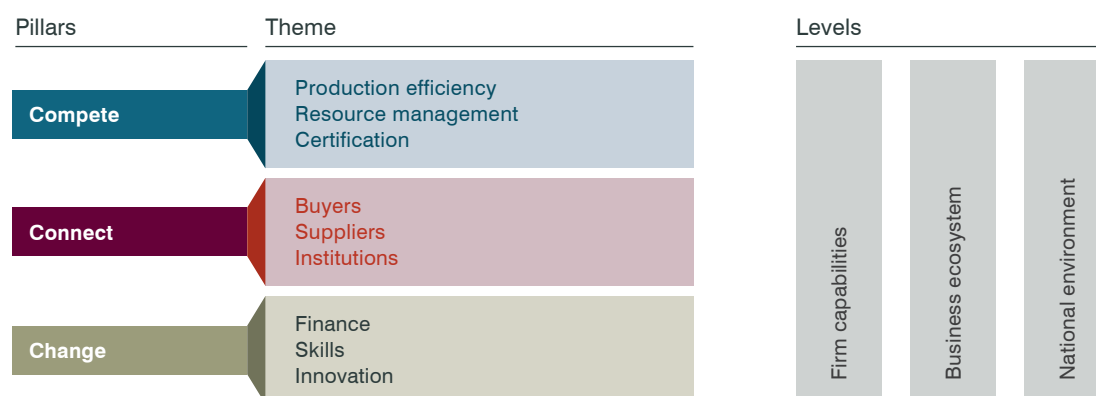 Pillars
Theme
Levels
Compete
Production efficiency
Resource management
Certification
Connect
Buyers
Suppliers
Institutions
Change
Finance
Skills
Innovation
Firm capabilities
Business ecosystem
National environment